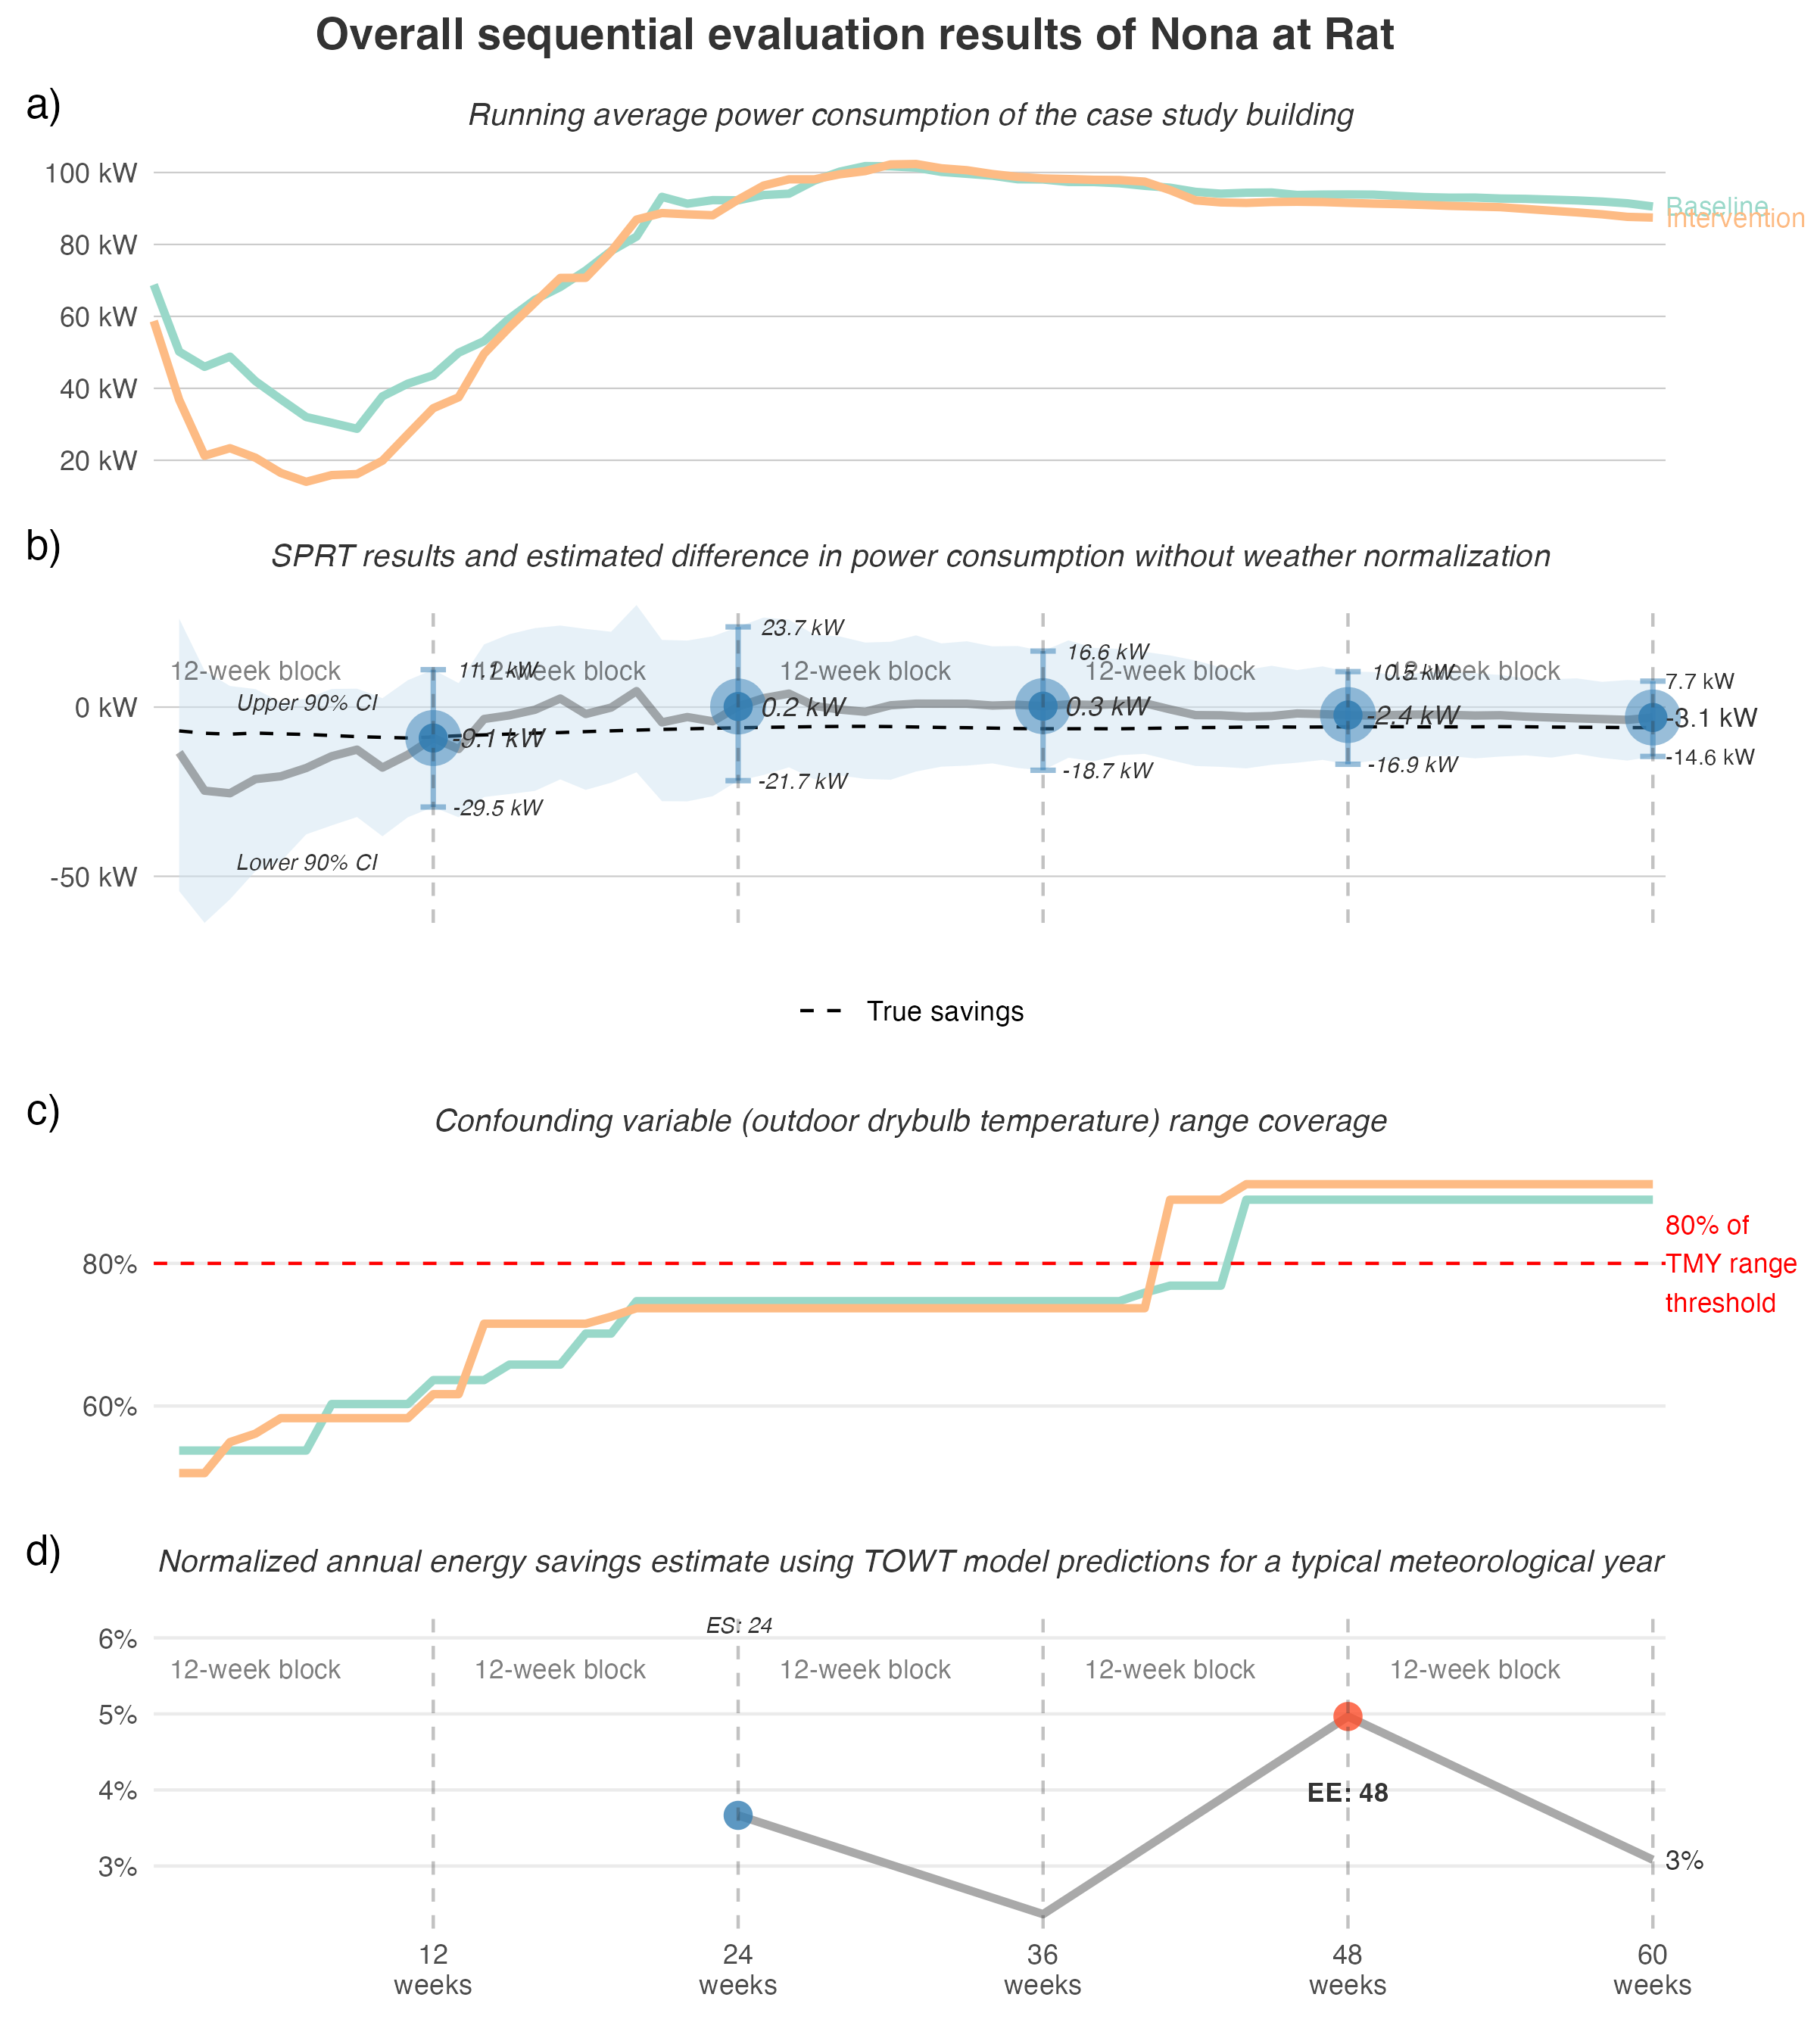 Overall sequential evaluation results of Nona at Rat
a)
Running average power consumption of the case study building
100 kW
80 kW
60 kW
40 kW
20 kW
Baseline
Intervention
b)
SPRT results and estimated difference in power consumption without weather normalization
12-week block
12-week block
12-week block
12-week block
12-week block
0 kW
-50 kW
Upper 90% CI
Lower 90% CI
11.1 kW
-9.1 kW
-29.5 kW
23.7 kW
0.2 kW
-21.7 kW
16.6 kW
0.3 kW
-18.7 kW
10.5 kW
-2.4 kW
-16.9 kW
7.7 kW
-3.1 kW
-14.6 kW
True savings
c)
Confounding variable (outdoor drybulb temperature) range coverage
80%
60%
80% of
TMY range
threshold
d)
Normalized annual energy savings estimate using TOWT model predictions for a typical meteorological year
ES: 24
6%
12-week block
12-week block
12-week block
12-week block
12-week block
5%
4%
EE: 48
3%
3%
12
weeks
24
weeks
36
weeks
48
weeks
60
weeks